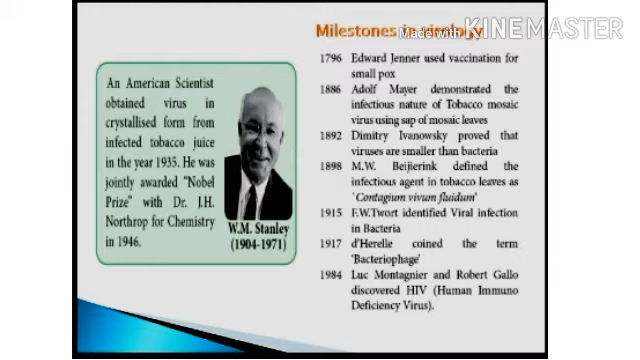 Milestones in virology
Made with KINEMASTER
An American Scientist
obtained virus in
crystallised form from
infected tobacco juice
in the year 1935. He was
jointly awarded "Nobel
Prize" with Dr. J.H.
Northrop for Chemistry
in 1946.
W.M. Stanley
(1904-1971)
1796 Edward Jenner used vaccination for
small pox
1886 Adolf Mayer demonstrated the
infectious nature of Tobacco mosaic
virus using sap of mosaic leaves
1892 Dimitry Ivanowsky proved that
viruses are smaller than bacteria
1898 M.W. Beijierink defined the
infectious agent in tobacco leaves as
'Contagium vivum fluidum'
1915 F.W.Twort identified Viral infection
in Bacteria
1917 d'Herelle coined the term
'Bacteriophage'
1984 Luc Montagnier and Robert Gallo
discovered HIV (Human Immuno
Deficiency Virus).